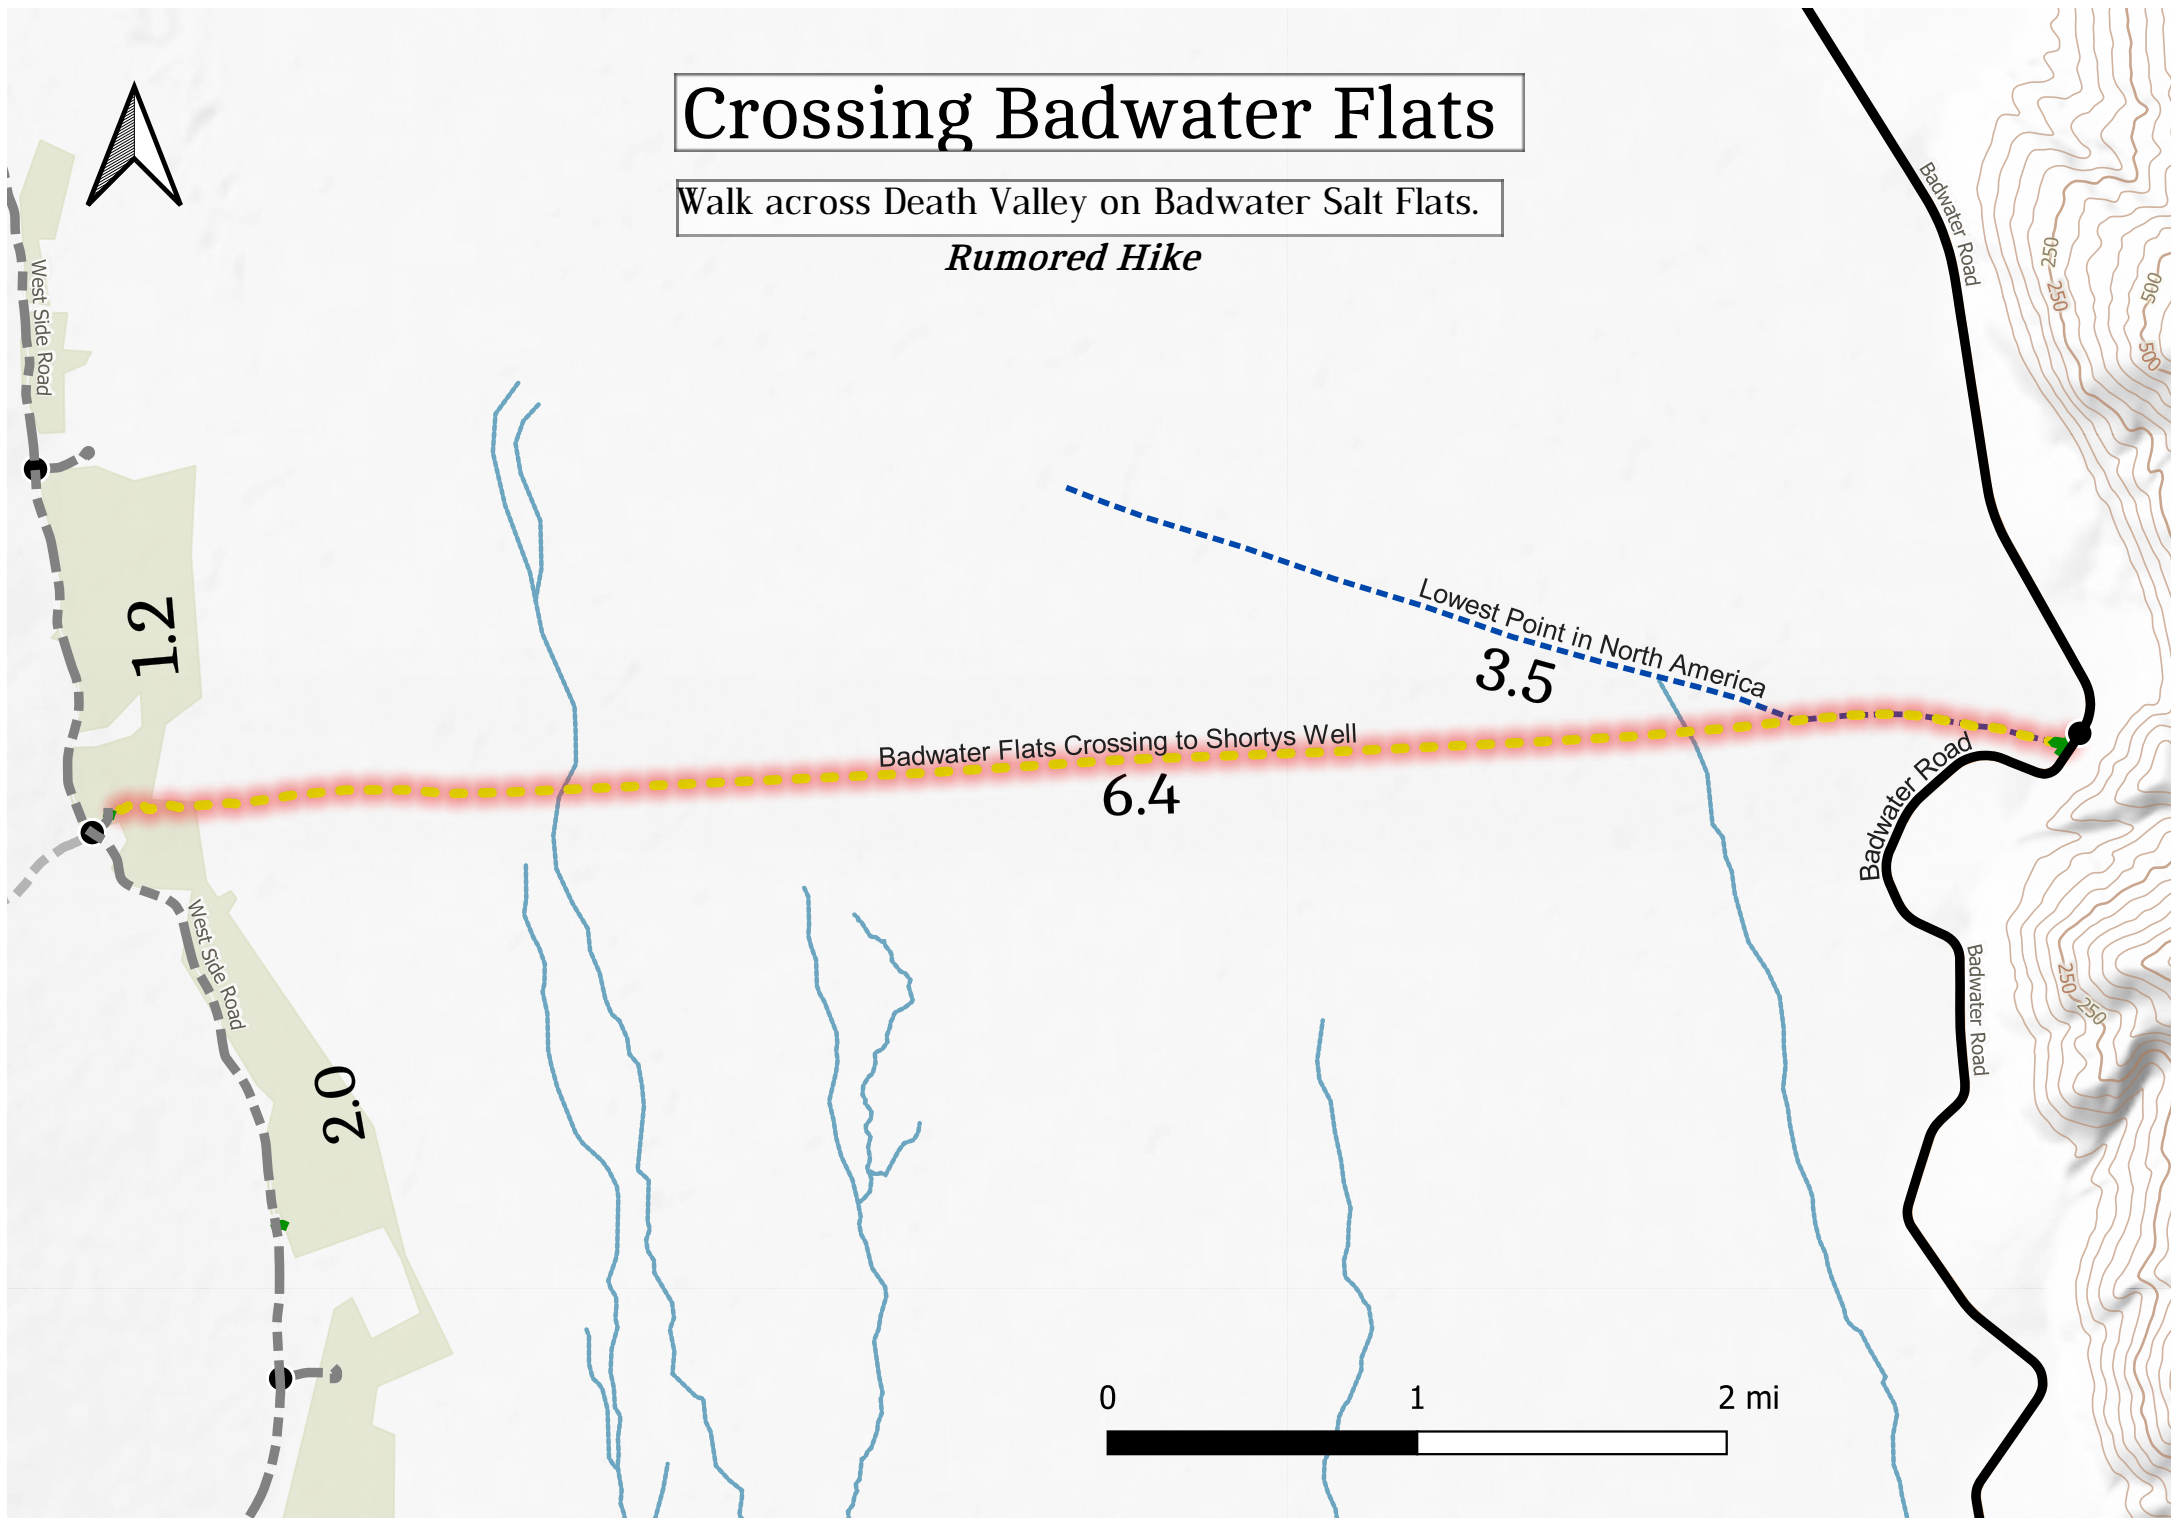 Crossing Badwater Flats
Walk across Death Valley on Badwater Salt Flats.
Rumored Hike
Badwater Road
West Side Road
250
250
500
500
1.2
Lowest Point in North America
3.5
Badwater Flats Crossing to Shortys Well
6.4
Badwater Road
West Side Road
Badwater Road
250
250
2.0
0 1 2 mi